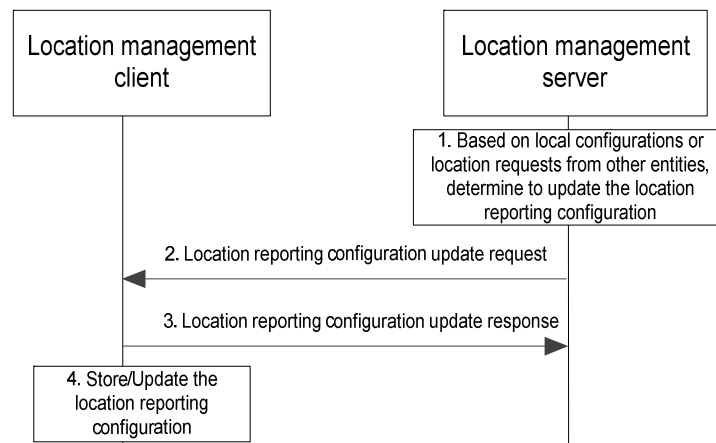 Location management
client
Location management
server
1. Based on local configurations or
location requests from other entities,
determine to update the location
reporting configuration
2. Location reporting configuration update request
3. Location reporting configuration update response
4. Store/Update the
location reporting
configuration